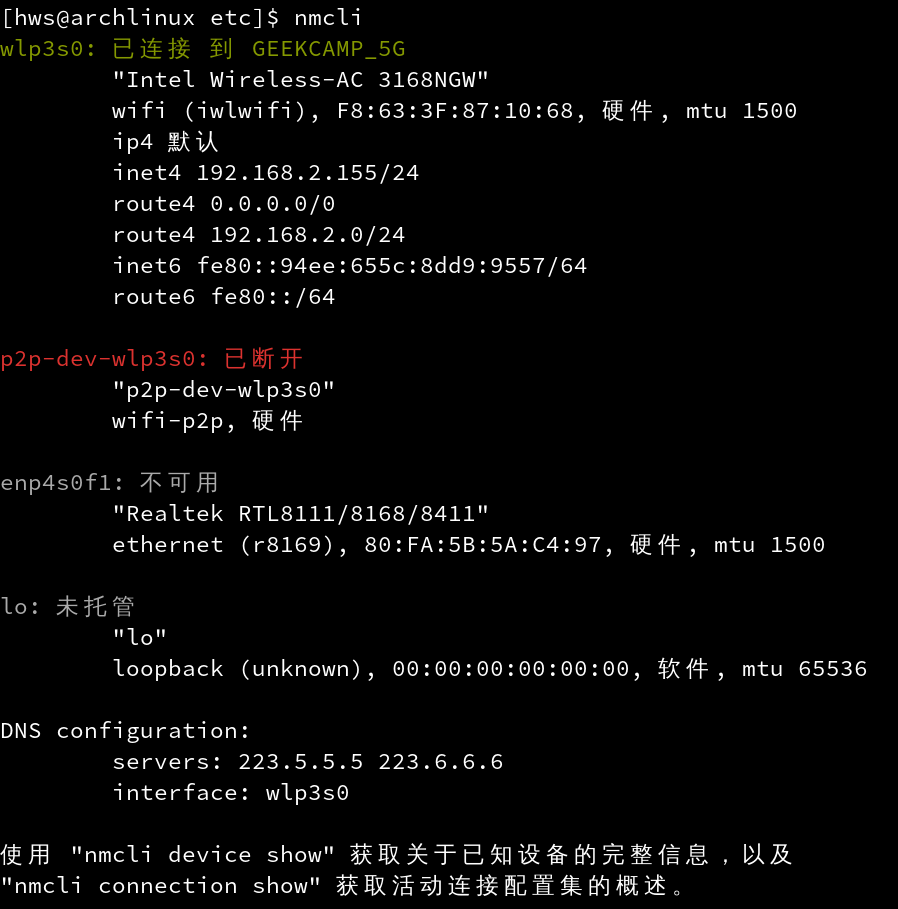 [hws@archlinux etc]$ nmcli
wlp3s0: 已连接 到 GEEKCAMP_5G
"Intel Wireless-AC 3168NGW"
wifi (iwlwifi), F8:63:3F:87:10:68, 硬件, mtu 1500
ip4 默认
inet4 192.168.2.155/24
route4 0.0.0.0/0
route4 192.168.2.0/24
inet6 fe80::94ee:655c:8dd9:9557/64
route6 fe80::/64
p2p-dev-wlp3s0: 已断开
"p2p-dev-wlp3s0"
wifi-p2p, 硬件
enp4s0f1: 不可用
"Realtek RTL8111/8168/8411"
ethernet (r8169), 80:FA:5B:5A:C4:97, 硬件, mtu 1500
lo: 未托管
"lo"
loopback (unknown), 00:00:00:00:00:00, 软件, mtu 65536
DNS configuration:
servers: 223.5.5.5 223.6.6.6
interface: wlp3s0
使用 "nmcli device show" 获取关于已知设备的完整信息，以及
"nmcli connection show" 获取活动连接配置集的概述。